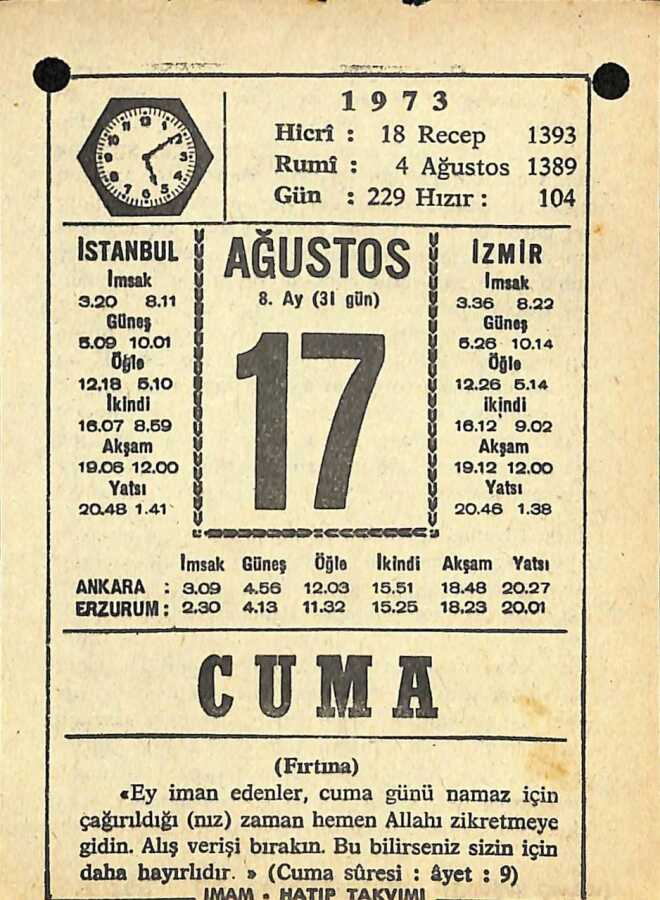 1973
Hicrî : 18 Recep 1393
Rumî : 4 Ağustos 1389
Gün : 229 Hızır : 104
İSTANBUL
İmsak
3.20 8.11
Güneş
5.09 10.01
Öğle
12.18 5.10
İkindi
16.07 8.59
Akşam
19.06 12.00
Yatsı
20.48 1.41
AĞUSTOS
8. Ay (31 gün)
17
İZMİR
İmsak
3.36 8.22
Güneş
5.26 10.14
Öğle
12.26 5.14
ikindi
16.12 9.02
Akşam
19.12 12.00
Yatsı
20.46 1.38
İmsak Güneş Öğle İkindi Akşam Yatsı
ANKARA : 3.09 4.56 12.03 15.51 18.48 20.27
ERZURUM : 2.30 4.13 11.32 15.25 18.23 20.01
CUMA
(Fırtına)
«Ey iman edenler, cuma günü namaz için
çağırıldığı (nız) zaman hemen Allahı zikretmeye
gidin. Alış verişi bırakın. Bu bilirseniz sizin için
daha hayırlıdır. » (Cuma sûresi : âyet : 9)
İMAM - HATİP TAKVİMİ